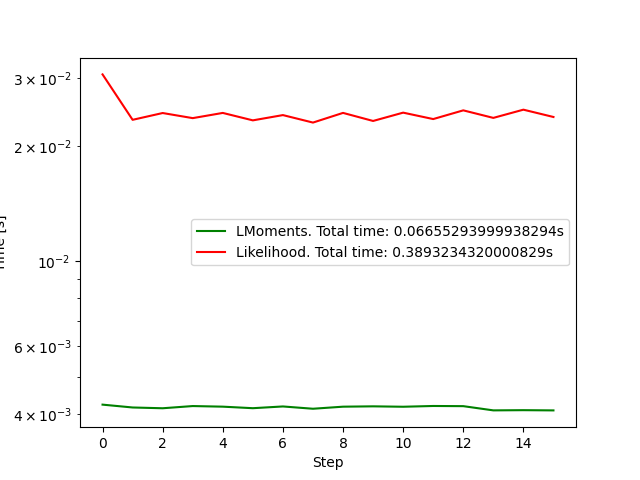 3 × 10⁻²
2 × 10⁻²
10⁻²
6 × 10⁻³
4 × 10⁻³
LMoments. Total time: 0.06655293999938294s
Likelihood. Total time: 0.3893234320000829s
0 2 4 6 8 10 12 14
Step